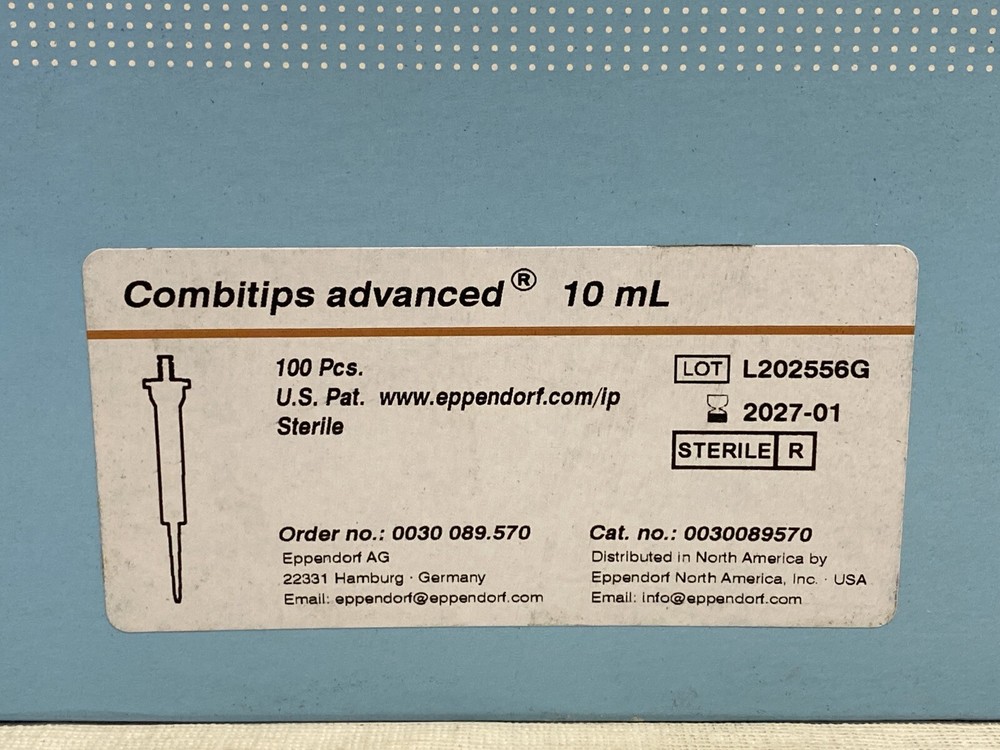 Combitips advanced® 10 mL
100 Pcs.
U.S. Pat. www.eppendorf.com/ip
Sterile
LOT L202556G
2027-01
STERILE R
Order no.: 0030 089.570
Eppendorf AG
22331 Hamburg · Germany
Email: eppendorf@eppendorf.com
Cat. no.: 0030089570
Distributed in North America by
Eppendorf North America, Inc. · USA
Email: info@eppendorf.com